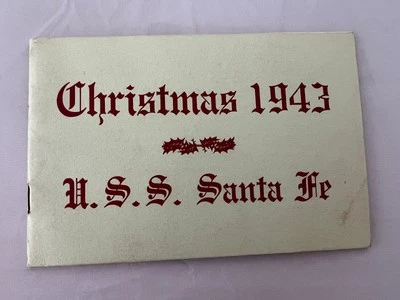 Christmas 1943
U. S. S. Santa Fe